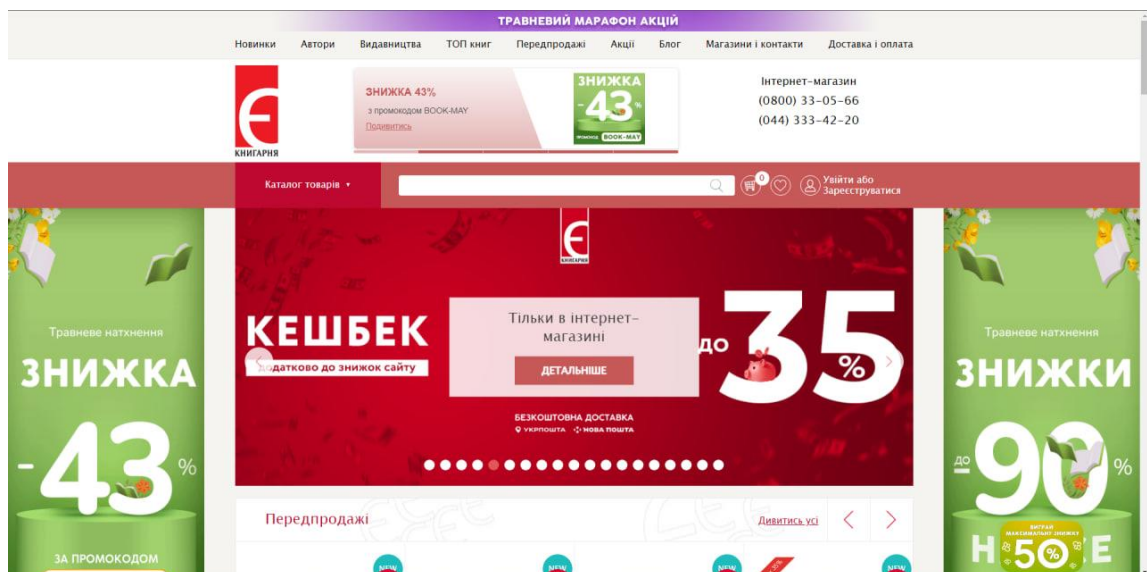 ТРАВНЕВИЙ МАРАФОН АКЦІЙ
Новинки Автори Видавництва ТОП книг Передпродажі Акції Блог Магазини і контакти Доставка і оплата
Є
КНИГАРНЯ
ЗНИЖКА 43%
з промокодом BOOK-MAY
Подивитись
ЗНИЖКА
-43%
ПРОМОКОД BOOK-MAY
Інтернет-магазин
(0800) 33-05-66
(044) 333-42-20
Каталог товарів
0
Увійти або
Зареєструватися
Травневе натхнення
ЗНИЖКА
-43%
ЗА ПРОМОКОДОМ
Є
КНИГАРНЯ
КЕШБЕК
додатково до знижок сайту
Тільки в інтернет-
магазині
ДЕТАЛЬНІШЕ
ДО 35%
БЕЗКОШТОВНА ДОСТАВКА
УКРПОШТА НОВА ПОШТА
Травневе натхнення
ЗНИЖКИ
ДО 90%
ВИГРАЙ
МАКСИМАЛЬНУ ЗНИЖКУ
50%
Передпродажі
Дивитись усі
NEW
NEW
NEW
NEW